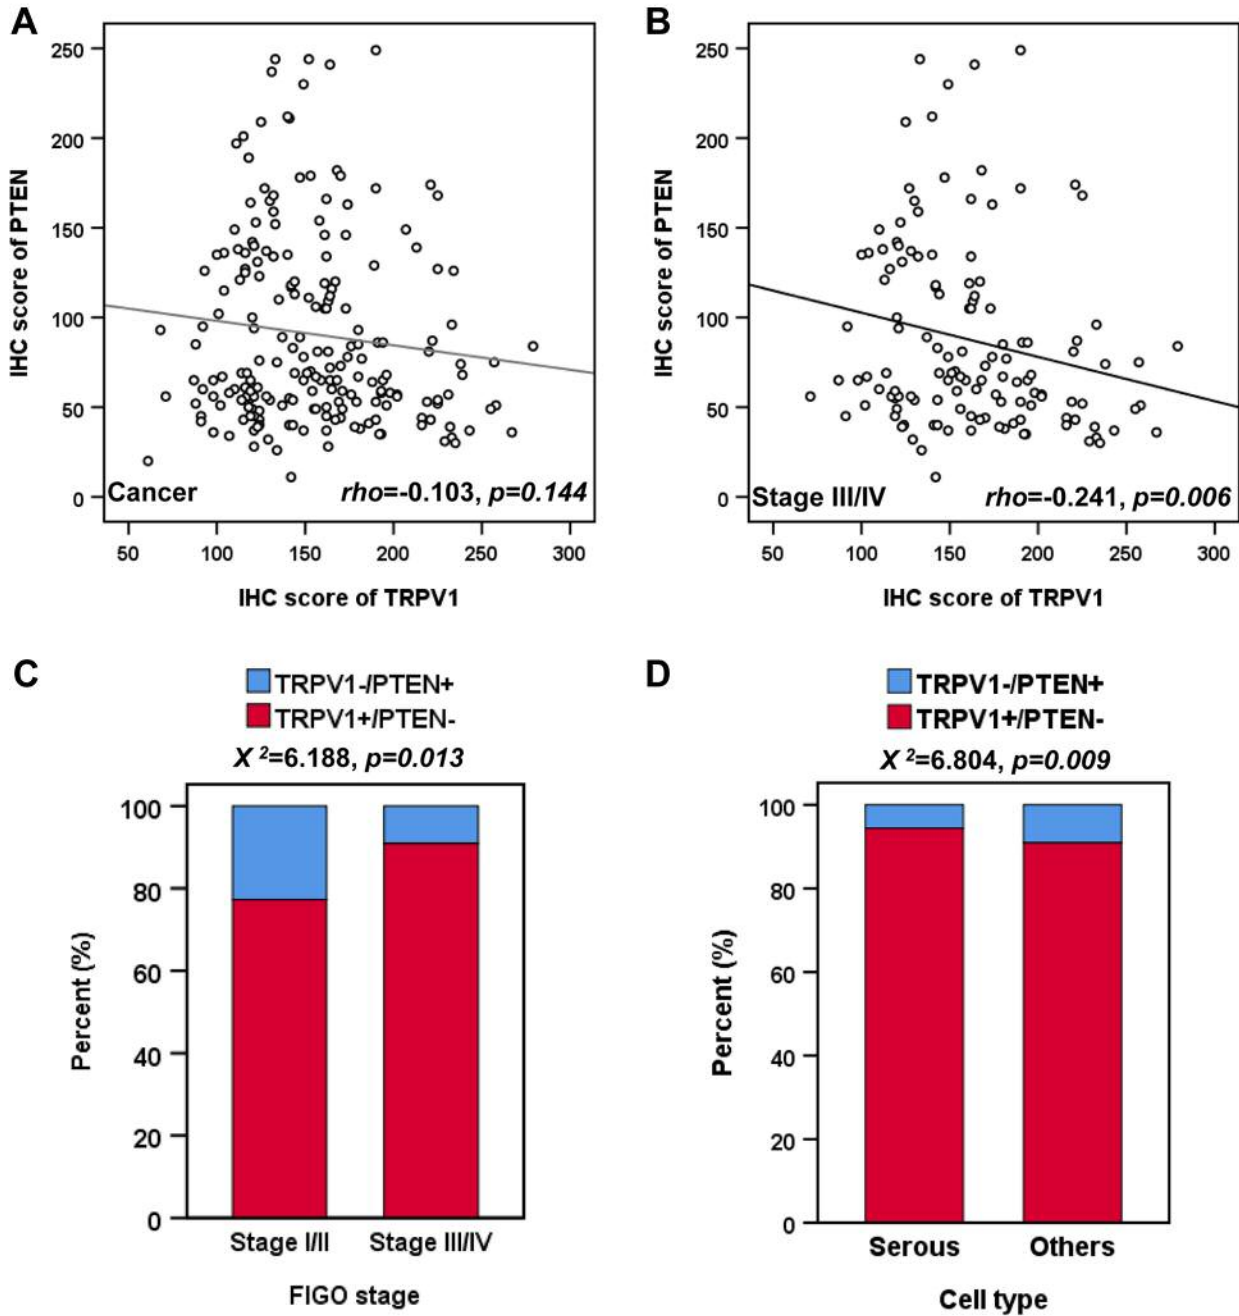 A
IHC score of PTEN
250
200
150
100
50
0
Cancer
rho=-0.103, p=0.144
50 100 150 200 250 300
IHC score of TRPV1
B
IHC score of PTEN
250
200
150
100
50
0
Stage III/IV
rho=-0.241, p=0.006
50 100 150 200 250 300
IHC score of TRPV1
C
TRPV1-/PTEN+
TRPV1+/PTEN-
X ²=6.188, p=0.013
Percent (%)
100
80
60
40
20
0
Stage I/II Stage III/IV
FIGO stage
D
TRPV1-/PTEN+
TRPV1+/PTEN-
X ²=6.804, p=0.009
Percent (%)
100
80
60
40
20
0
Serous Others
Cell type